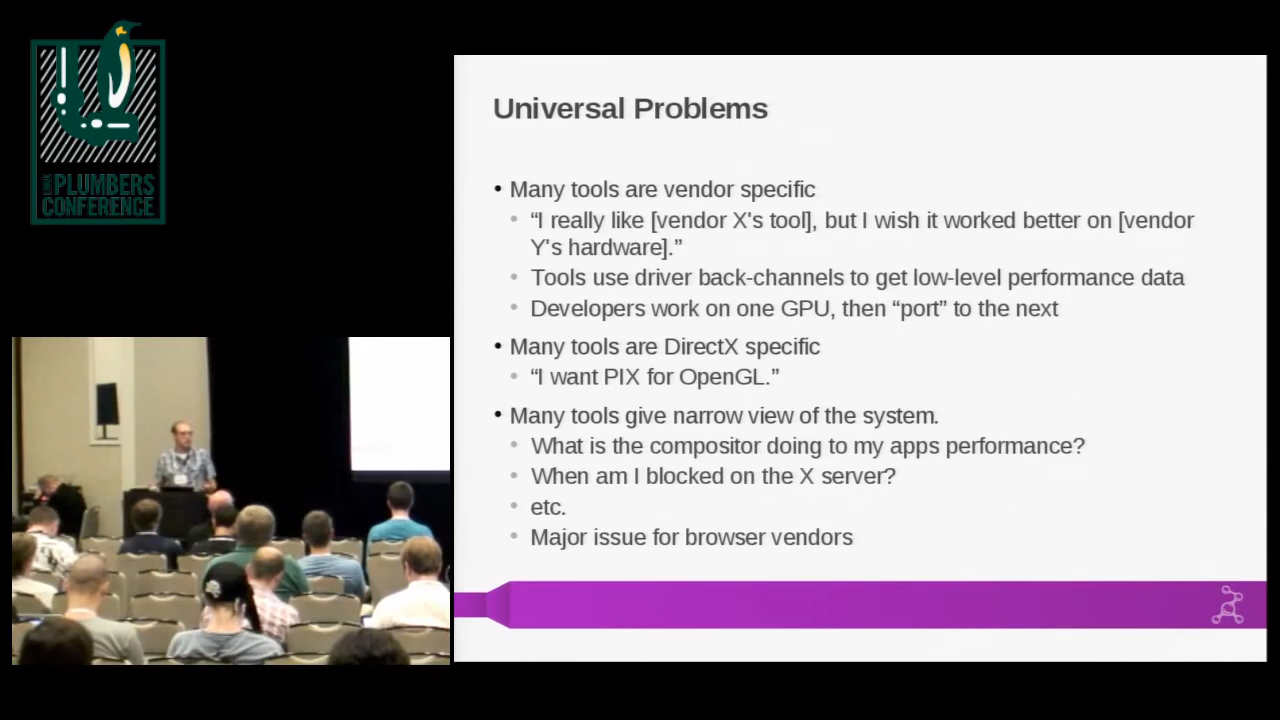 LINUX
PLUMBERS
CONFERENCE
Universal Problems
• Many tools are vendor specific
• “I really like [vendor X's tool], but I wish it worked better on [vendor
Y's hardware].”
• Tools use driver back-channels to get low-level performance data
• Developers work on one GPU, then “port” to the next
• Many tools are DirectX specific
• “I want PIX for OpenGL.”
• Many tools give narrow view of the system.
• What is the compositor doing to my apps performance?
• When am I blocked on the X server?
• etc.
• Major issue for browser vendors